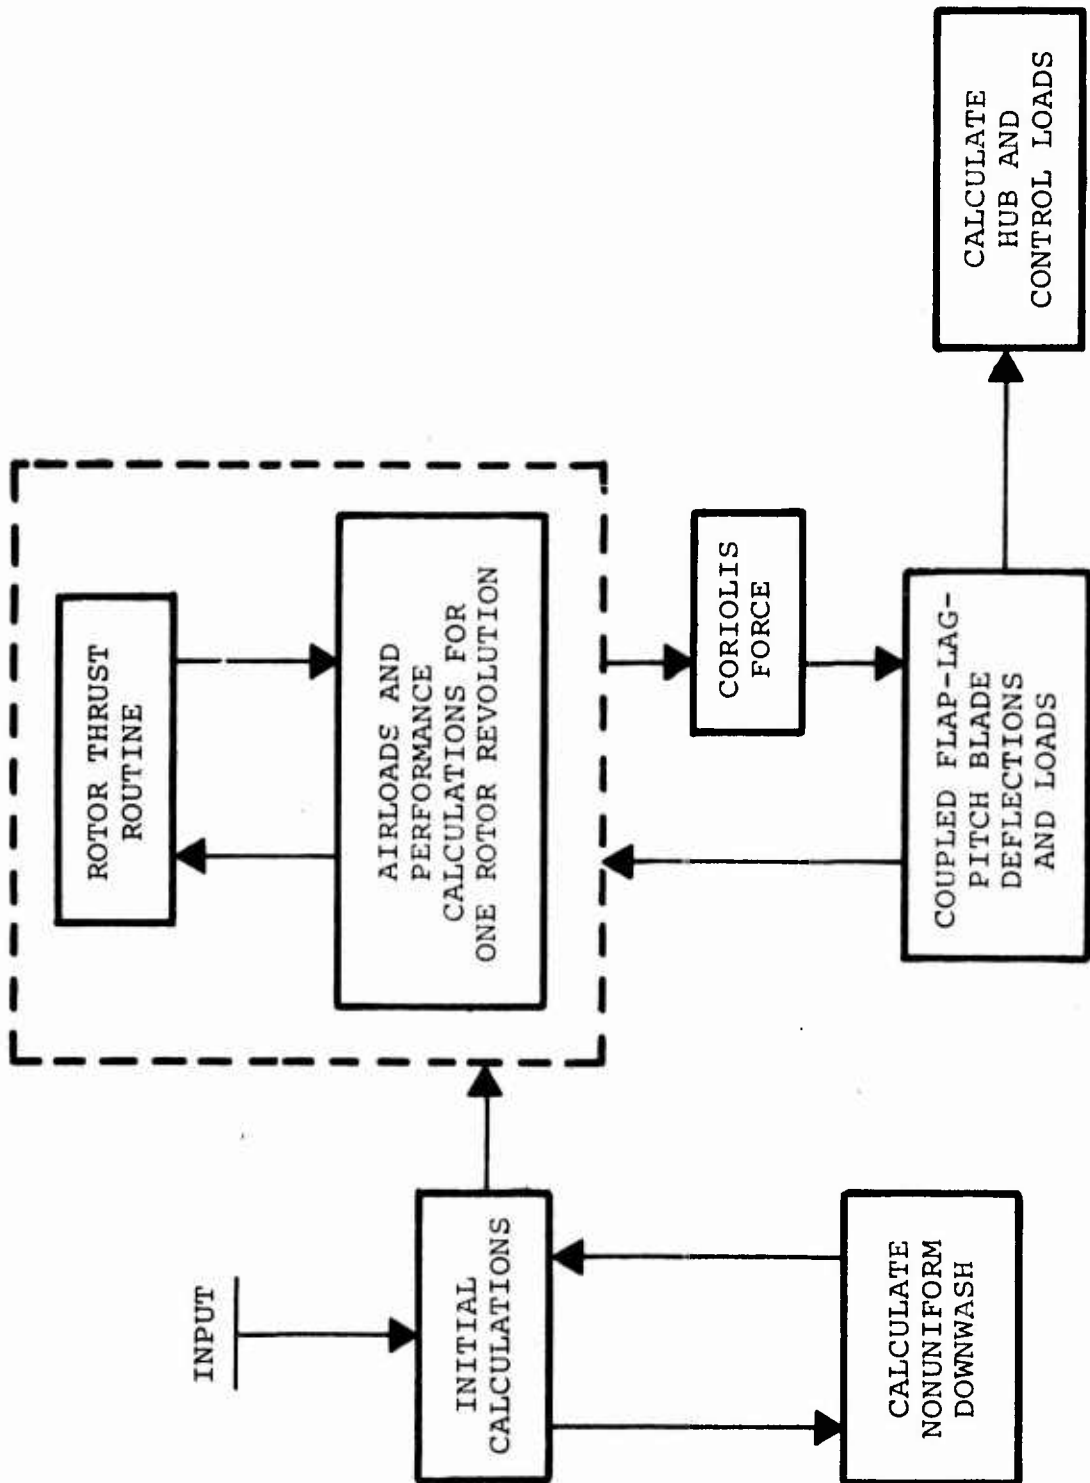 INPUT
INITIAL
CALCULATIONS
CALCULATE
NONUNIFORM
DOWNWASH
ROTOR THRUST
ROUTINE
AIRLOADS AND
PERFORMANCE
CALCULATIONS FOR
ONE ROTOR REVOLUTION
CORIOLIS
FORCE
COUPLED FLAP-LAG-
PITCH BLADE
DEFLECTIONS
AND LOADS
CALCULATE
HUB AND
CONTROL LOADS